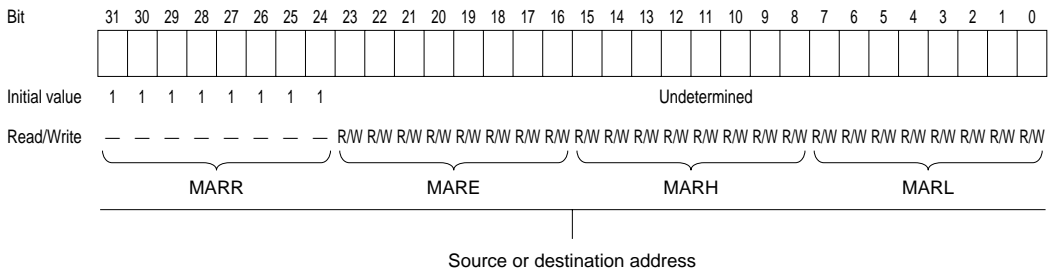 Bit 31 30 29 28 27 26 25 24 23 22 21 20 19 18 17 16 15 14 13 12 11 10 9 8 7 6 5 4 3 2 1 0
Initial value 1 1 1 1 1 1 1 1 Undetermined
Read/Write — — — — — — — — R/W R/W R/W R/W R/W R/W R/W R/W R/W R/W R/W R/W R/W R/W R/W R/W R/W R/W R/W R/W R/W R/W R/W R/W
MARR MARE MARH MARL
Source or destination address